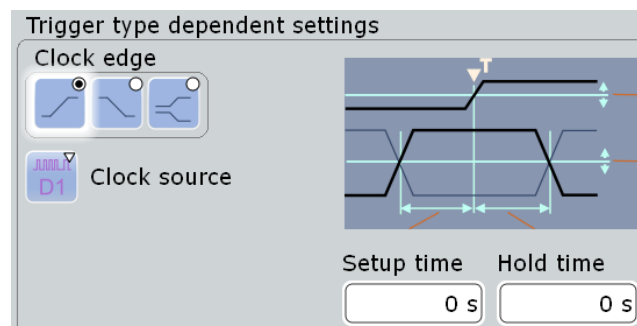 Trigger type dependent settings
Clock edge
T
D1
Clock source
Setup time Hold time
0 s 0 s